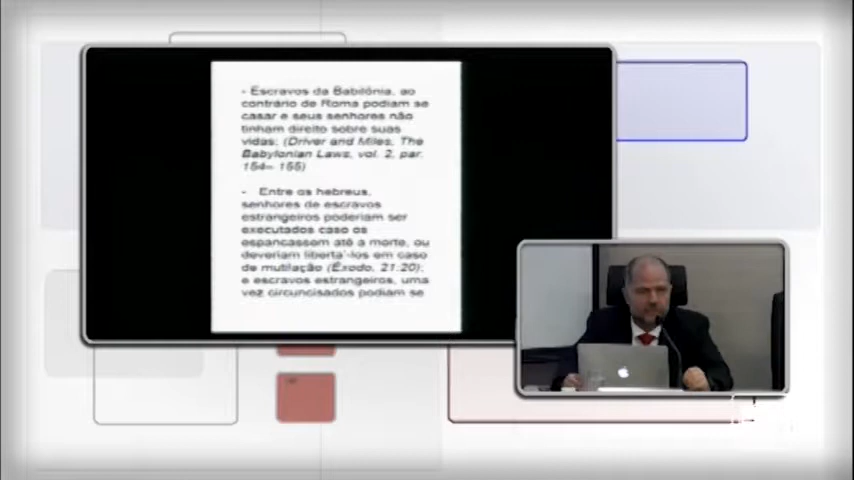 - Escravos da Babilônia, ao
contrário de Roma podiam se
casar e seus senhores não
tinham direito sobre suas
vidas; (Driver and Miles, The
Babylonian Laws, vol. 2, par.
154– 155)
- Entre os hebreus,
senhores de escravos
estrangeiros poderiam ser
executados caso os
espancassem até a morte, ou
deveriam liberta´-los em caso
de mutilação (Êxodo, 21:20);
e escravos estrangeiros, uma
vez circuncisados podiam se